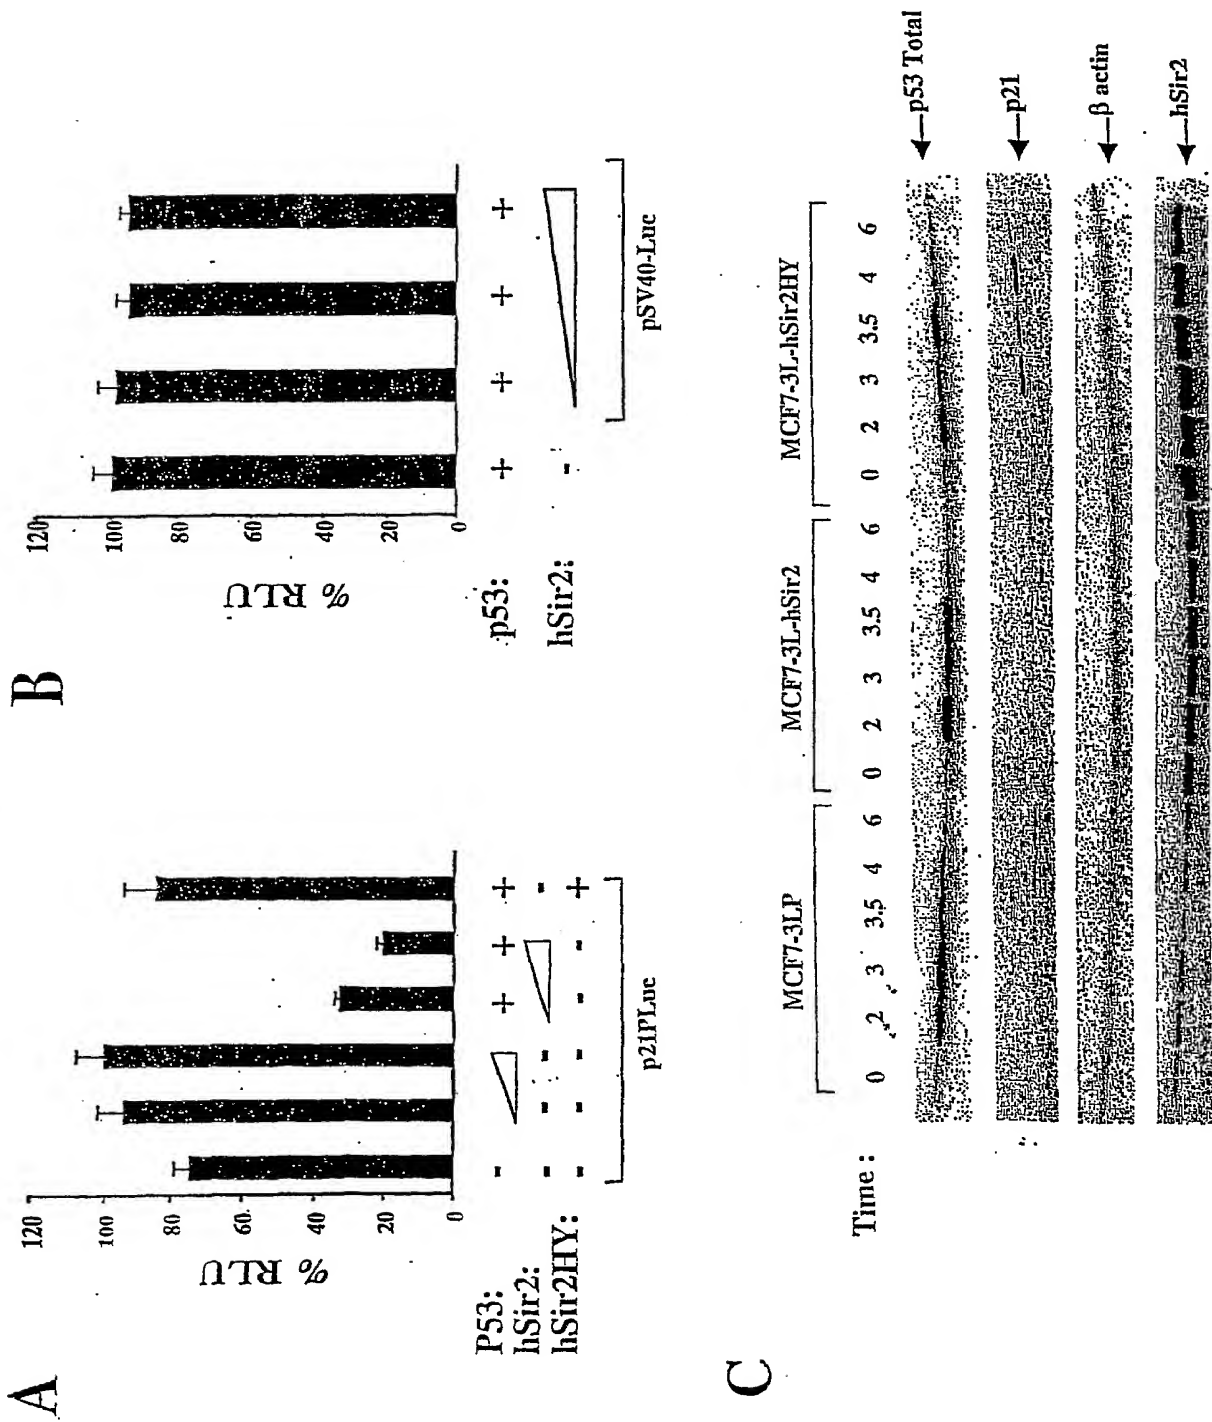 A
% RLU
120
100
80
60
40
20
0
P53: - + + +
hSir2: - - - -
hSir2HY: - - - - - +
p21PLuc
B
% RLU
120
100
80
60
40
20
0
p53: + + + +
hSir2: -
pSV40-Luc
C
MCF7-3LP MCF7-3L-hSir2 MCF7-3L-hSir2HY
Time: 0 2 3 3.5 4 6 0 2 3 3.5 4 6 0 2 3 3.5 4 6
p53 Total
p21
β actin
hSir2